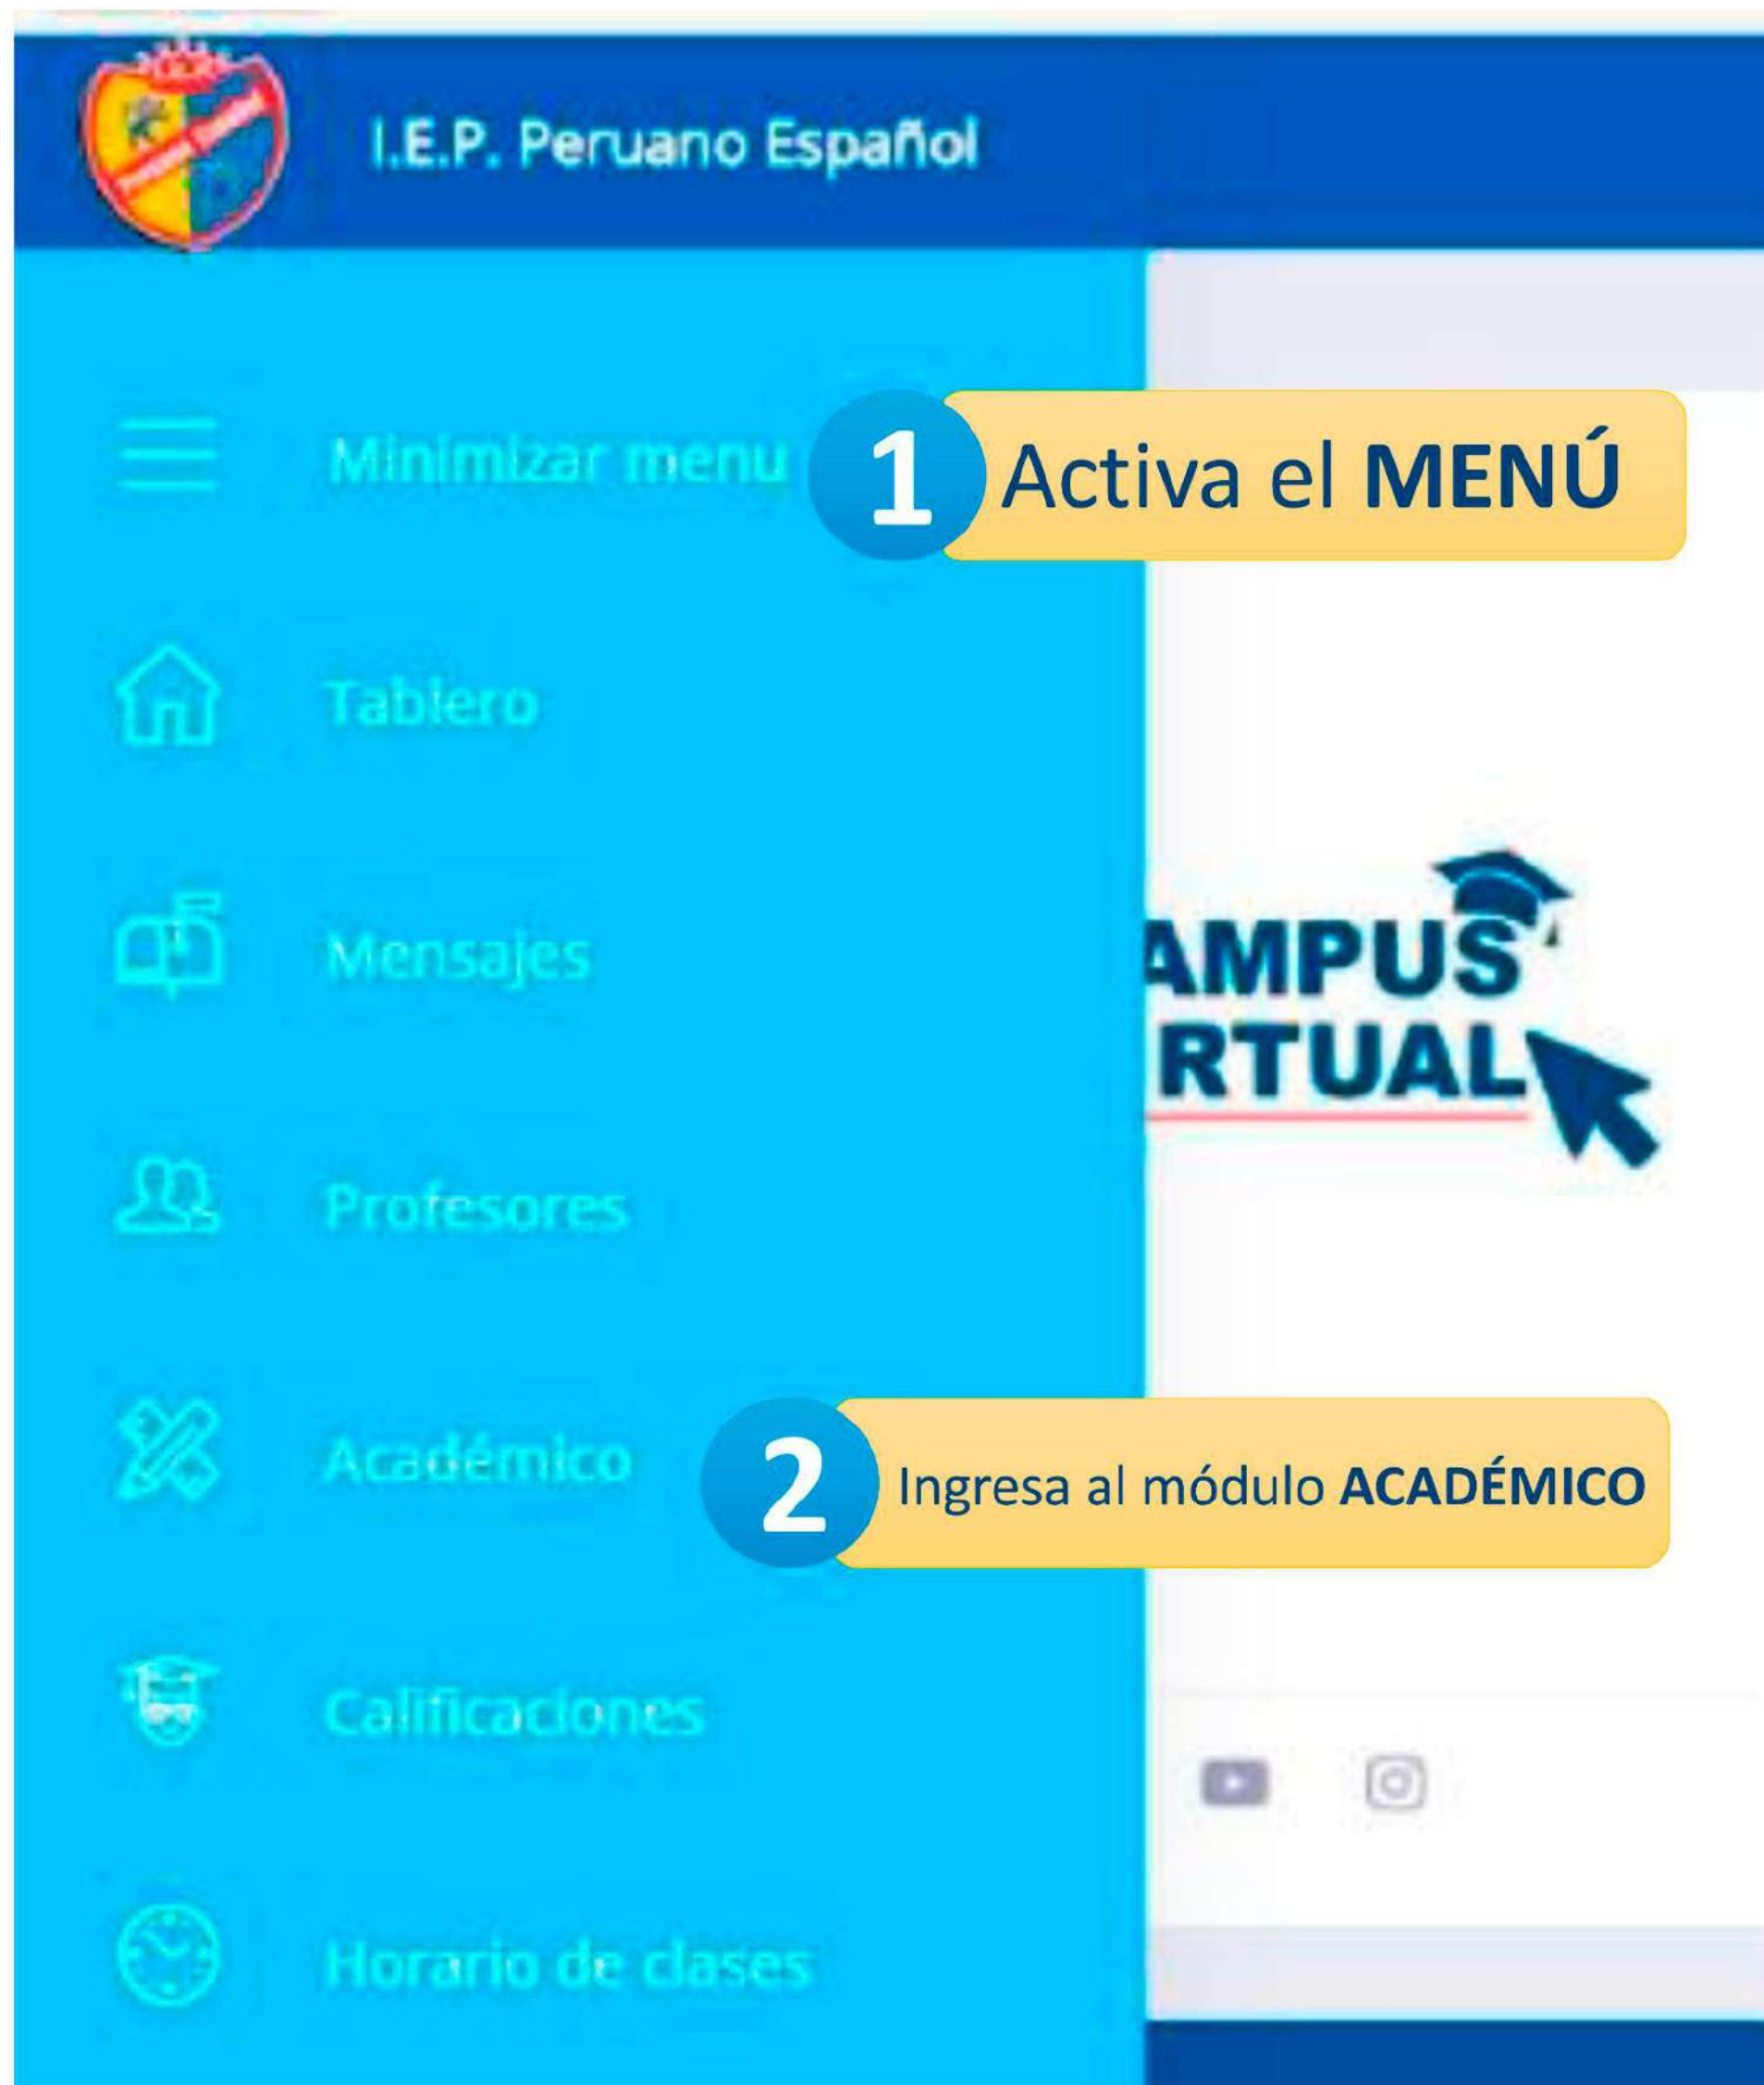 I.E.P. Peruano Español
Minimizar menu
1 Activa el MENÚ
Tablero
Mensajes
AMPUS
RTUAL
Profesores
Académico
2 Ingresa al módulo ACADÉMICO
Calificaciones
Horario de clases